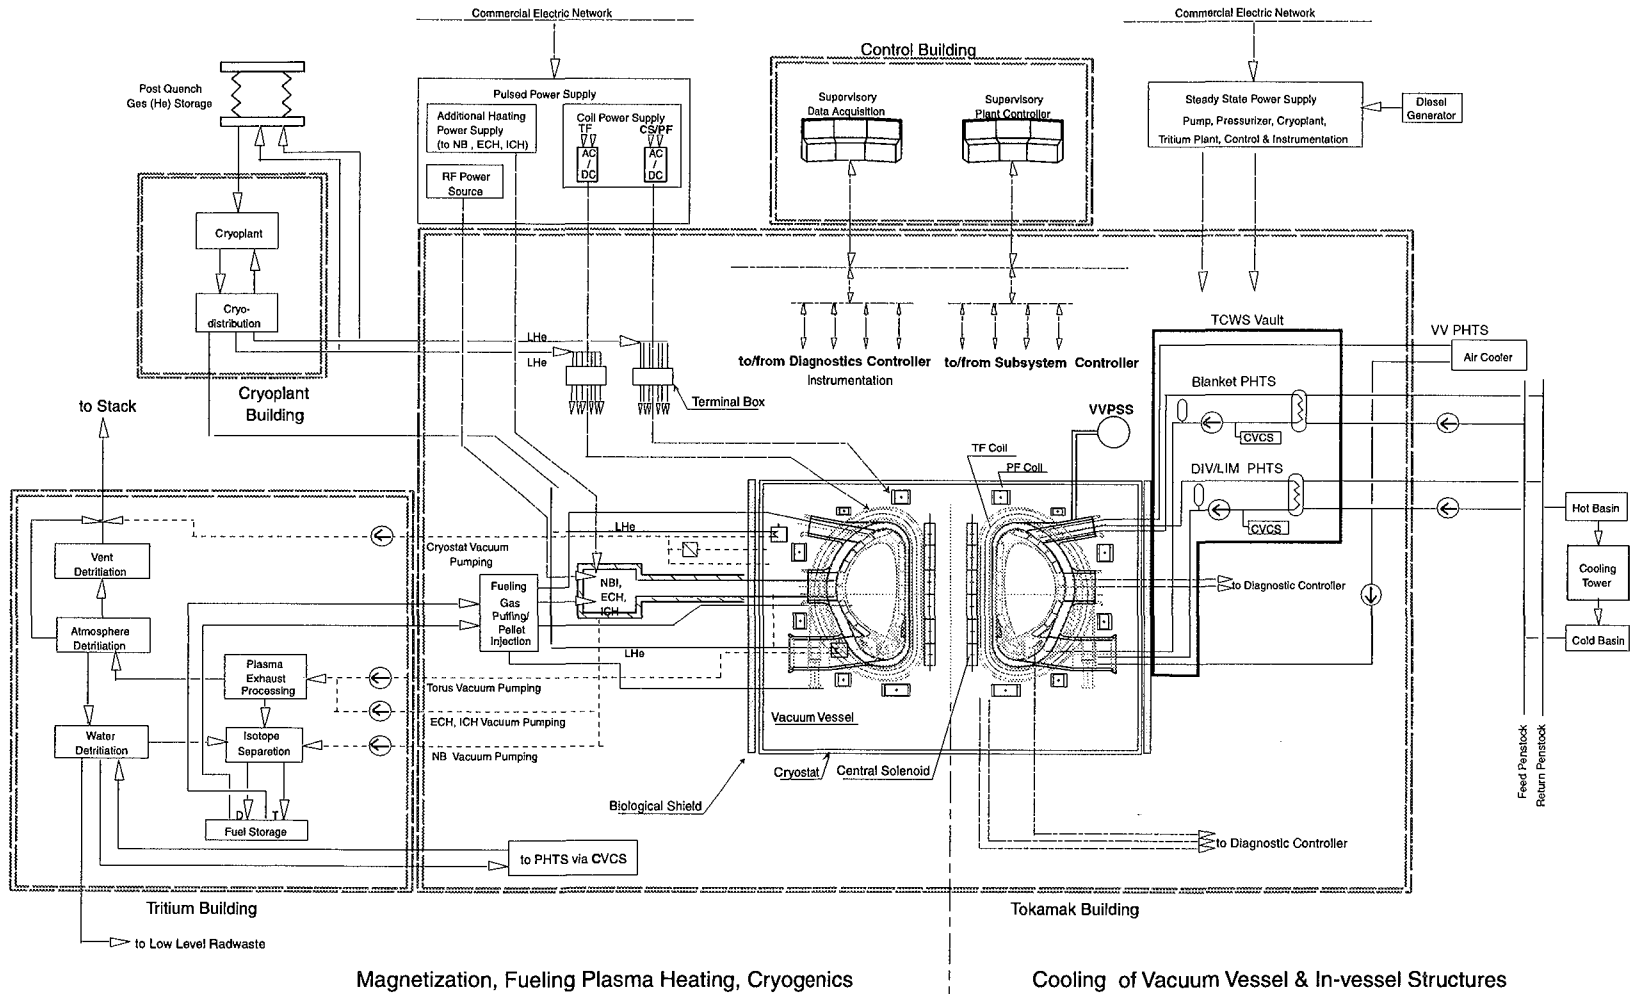 Commercial Electric Network
Commercial Electric Network
Control Building
Post Quench
Ges (He) Storage
Pulsed Power Supply
Additional Heating
Power Supply
(to NB , ECH, ICH)
Coil Power Supply
TF
CS/PF
AC
/
DC
AC
/
DC
RF Power
Source
Supervisory
Data Acquisition
Supervisory
Plant Controller
Steady State Power Supply
Pump, Pressurizer, Cryoplant,
Tritium Plant, Control & Instrumentation
Diesel
Generator
Cryoplant
Cryo-
distribution
Cryoplant
Building
LHe
LHe
Terminal Box
to/from Diagnostics Controller
Instrumentation
to/from Subsystem Controller
TCWS Vault
VV PHTS
Air Cooler
Blanket PHTS
CVCS
DIV/LIM PHTS
CVCS
VVPSS
TF Coil
PF Coil
to Stack
Vent
Detritiation
Atmosphere
Detritiation
Plasma
Exhaust
Processing
Water
Detritiation
Isotope
Separetion
D
T
Fuel Storage
Cryostat Vacuum
Pumping
Fueling
Gas
Puffing/
Pellet
Injection
NBI,
ECH,
ICH
LHe
LHe
Torus Vacuum Pumping
ECH, ICH Vacuum Pumping
NB Vacuum Pumping
Vacuum Vessel
Cryostat
Central Solenoid
Biological Shield
to Diagnostic Controller
to Diagnostic Controller
Hot Basin
Cooling
Tower
Cold Basin
Feed Penstock
Return Penstock
to PHTS via CVCS
Tritium Building
Tokamak Building
to Low Level Radwaste
Magnetization, Fueling Plasma Heating, Cryogenics
Cooling of Vacuum Vessel & In-vessel Structures